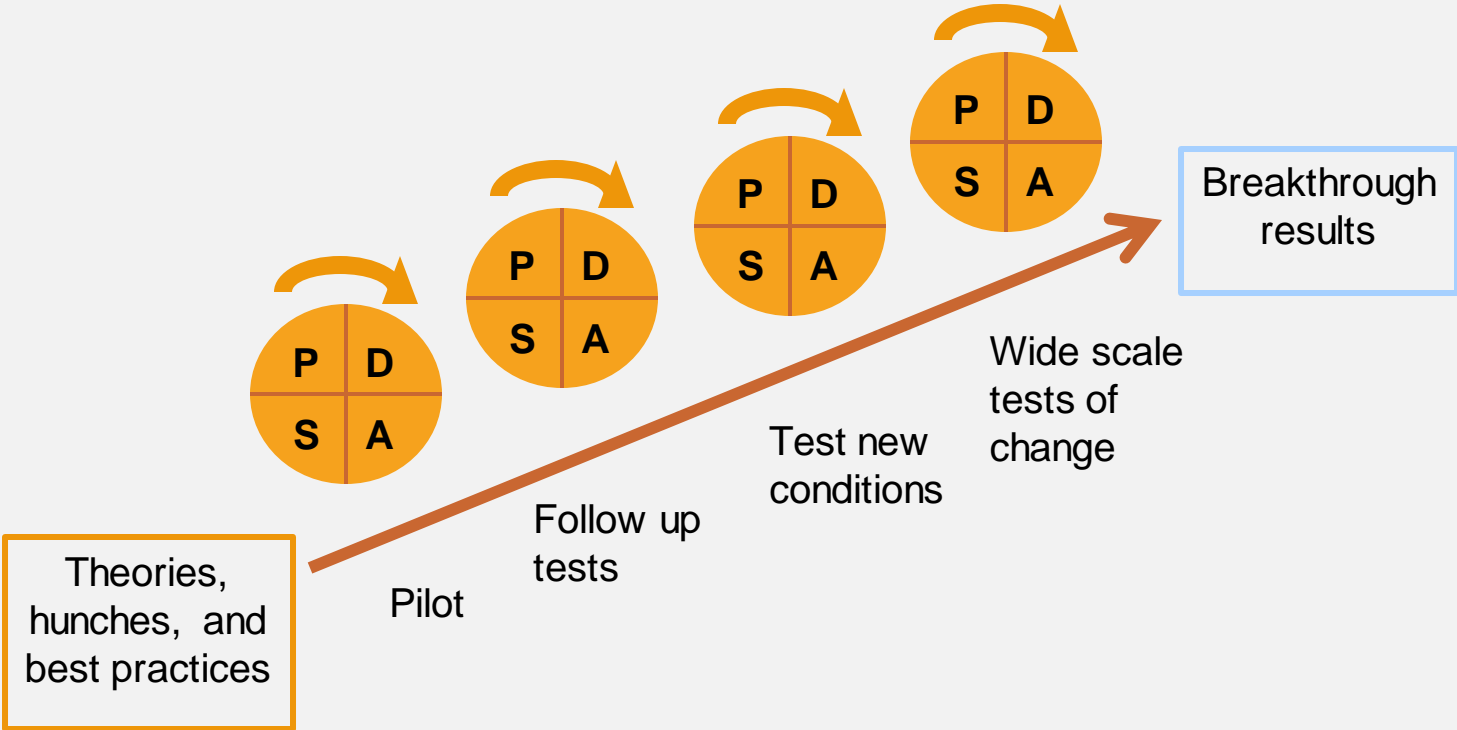 P D
S A
P D
S A
P D
S A
P D
S A
Theories,
hunches, and
best practices
Pilot
Follow up
tests
Test new
conditions
Wide scale
tests of
change
Breakthrough
results